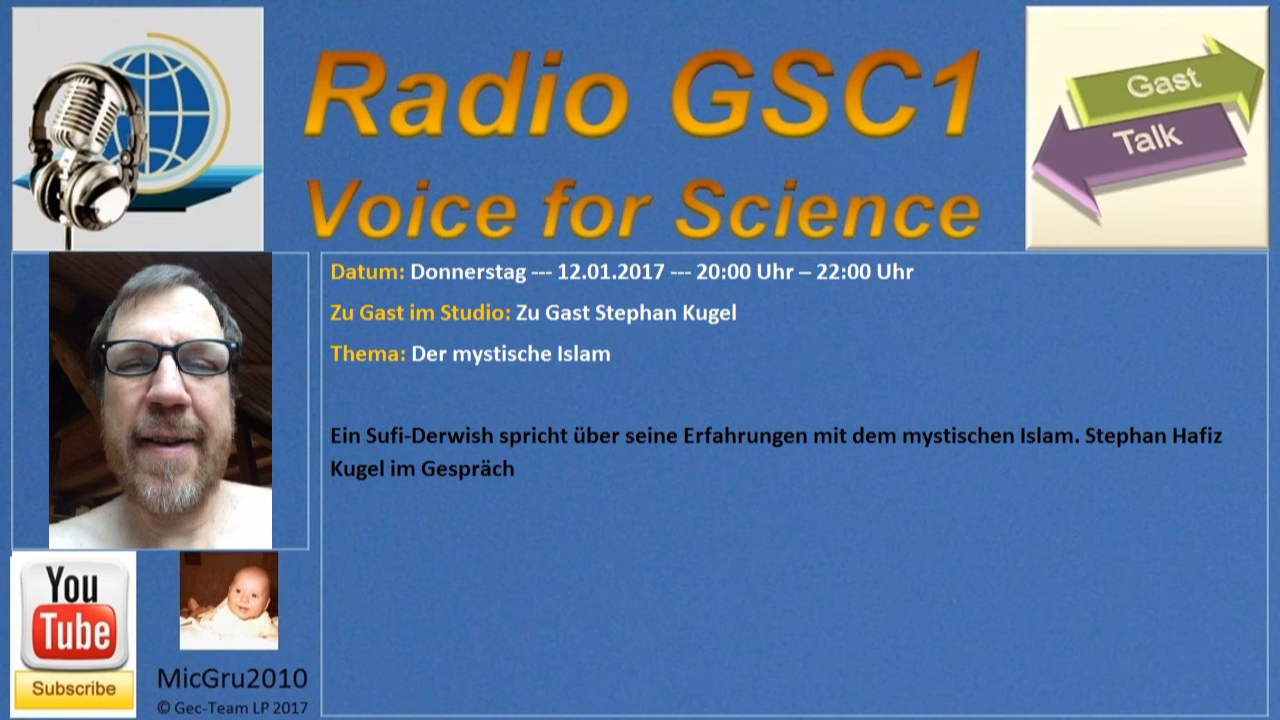 Radio GSC1
Voice for Science
Gast
Talk
Datum: Donnerstag --- 12.01.2017 --- 20:00 Uhr – 22:00 Uhr
Zu Gast im Studio: Zu Gast Stephan Kugel
Thema: Der mystische Islam
Ein Sufi-Derwish spricht über seine Erfahrungen mit dem mystischen Islam. Stephan Hafiz
Kugel im Gespräch
You
Tube
Subscribe
MicGru2010
© Gec-Team LP 2017